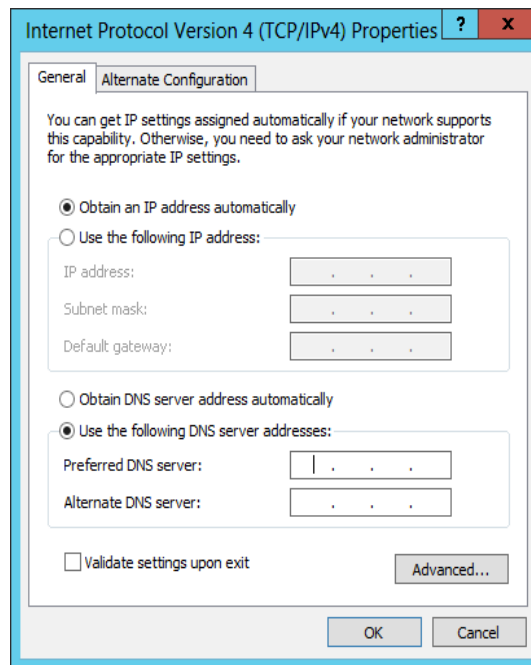 Internet Protocol Version 4 (TCP/IPv4) Properties ? x
General Alternate Configuration
You can get IP settings assigned automatically if your network supports
this capability. Otherwise, you need to ask your network administrator
for the appropriate IP settings.
Obtain an IP address automatically
Use the following IP address:
IP address: . . .
Subnet mask: . . .
Default gateway: . . .
Obtain DNS server address automatically
Use the following DNS server addresses:
Preferred DNS server: . . .
Alternate DNS server: . . .
Validate settings upon exit
Advanced...
OK Cancel